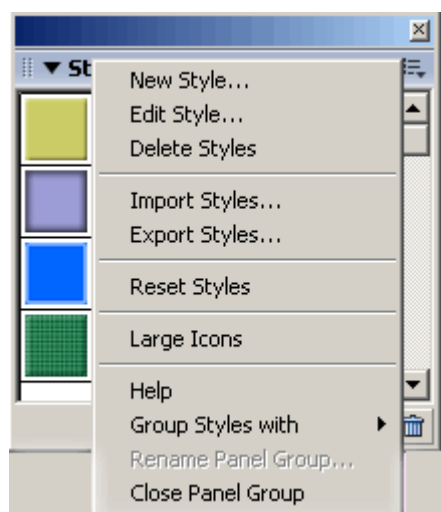 St
New Style...
Edit Style...
Delete Styles
Import Styles...
Export Styles...
Reset Styles
Large Icons
Help
Group Styles with
Rename Panel Group...
Close Panel Group